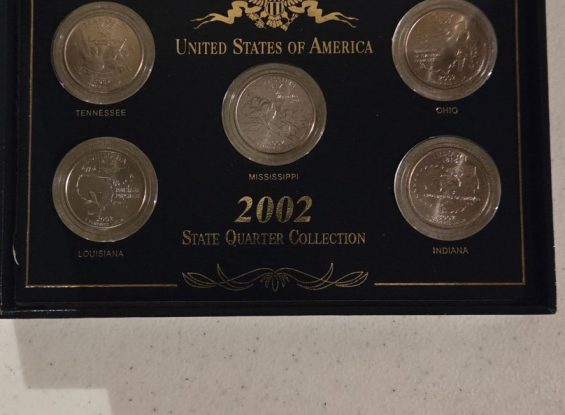 UNITED STATES OF AMERICA
TENNESSEE
OHIO
MISSISSIPPI
LOUISIANA
INDIANA
2002
STATE QUARTER COLLECTION